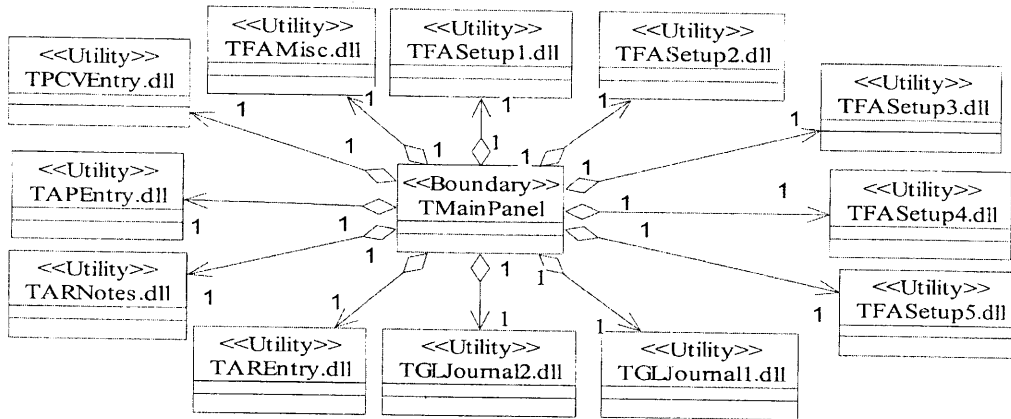 <<Utility>>
TPCVEntry.dll
<<Utility>>
TFAMisc.dll
<<Utility>>
TFASetup1.dll
<<Utility>>
TFASetup2.dll
<<Utility>>
TFASetup3.dll
1
1
1
1
1
1
1
1
1
1
<<Utility>>
TAPEntry.dll
<<Boundary>>
TMainPanel
<<Utility>>
TFASetup4.dll
1
1
1
1
<<Utility>>
TARNotes.dll
1
1
1
1
1
1
<<Utility>>
TFASetup5.dll
1
1
1
1
<<Utility>>
TAREntry.dll
<<Utility>>
TGLJournal2.dll
<<Utility>>
TGLJournal1.dll